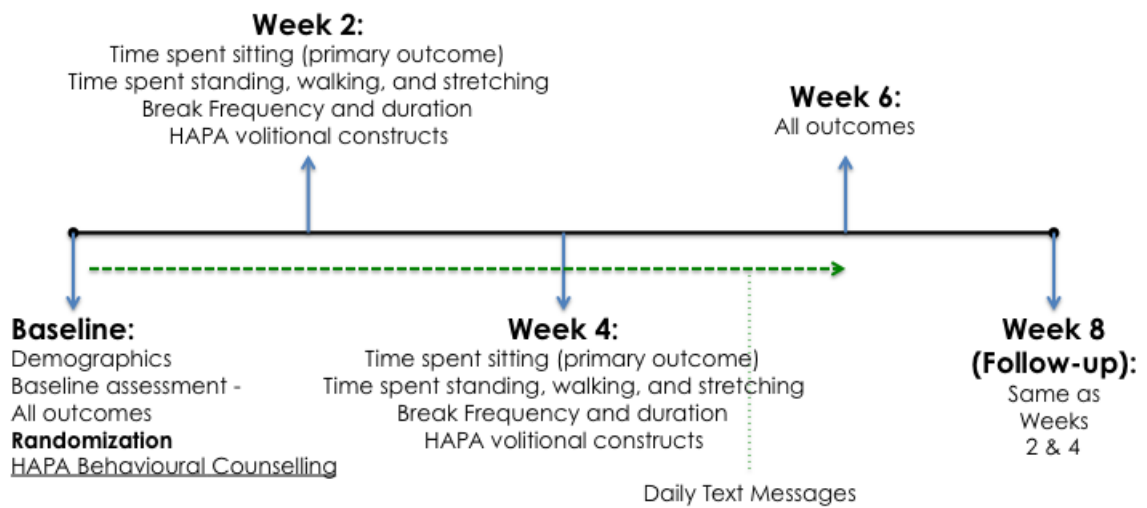 Week 2:
Time spent sitting (primary outcome)
Time spent standing, walking, and stretching
Break Frequency and duration
HAPA volitional constructs
Week 6:
All outcomes
Baseline:
Demographics
Baseline assessment -
All outcomes
Randomization
HAPA Behavioural Counselling
Week 4:
Time spent sitting (primary outcome)
Time spent standing, walking, and stretching
Break Frequency and duration
HAPA volitional constructs
Daily Text Messages
Week 8
(Follow-up):
Same as
Weeks
2 & 4